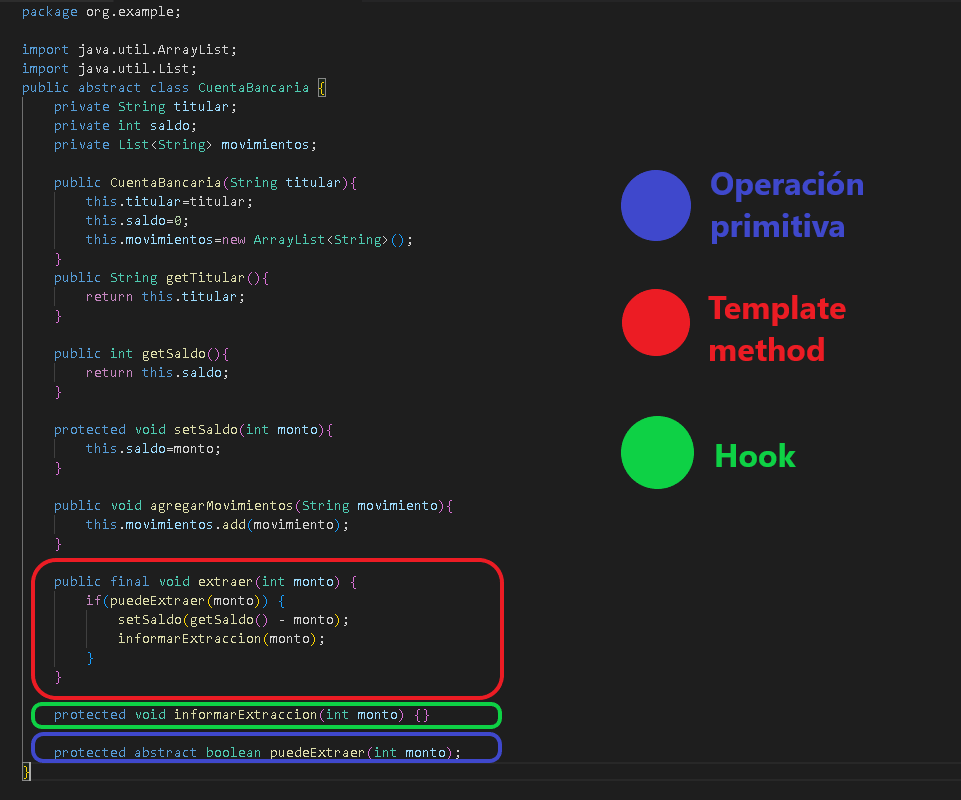 package org.example;
import java.util.ArrayList;
import java.util.List;
public abstract class CuentaBancaria {
    private String titular;
    private int saldo;
    private List<String> movimientos;
    public CuentaBancaria(String titular){
        this.titular=titular;
        this.saldo=0;
        this.movimientos=new ArrayList<String>();
    }
    public String getTitular(){
        return this.titular;
    }
    public int getSaldo(){
        return this.saldo;
    }
    protected void setSaldo(int monto){
        this.saldo=monto;
    }
    public void agregarMovimientos(String movimiento){
        this.movimientos.add(movimiento);
    }
    public final void extraer(int monto) {
        if(puedeExtraer(monto)) {
            setSaldo(getSaldo() - monto);
            informarExtraccion(monto);
        }
    }
    protected void informarExtraccion(int monto) {}
    protected abstract boolean puedeExtraer(int monto);
}
Operación
primitiva
Template
method
Hook